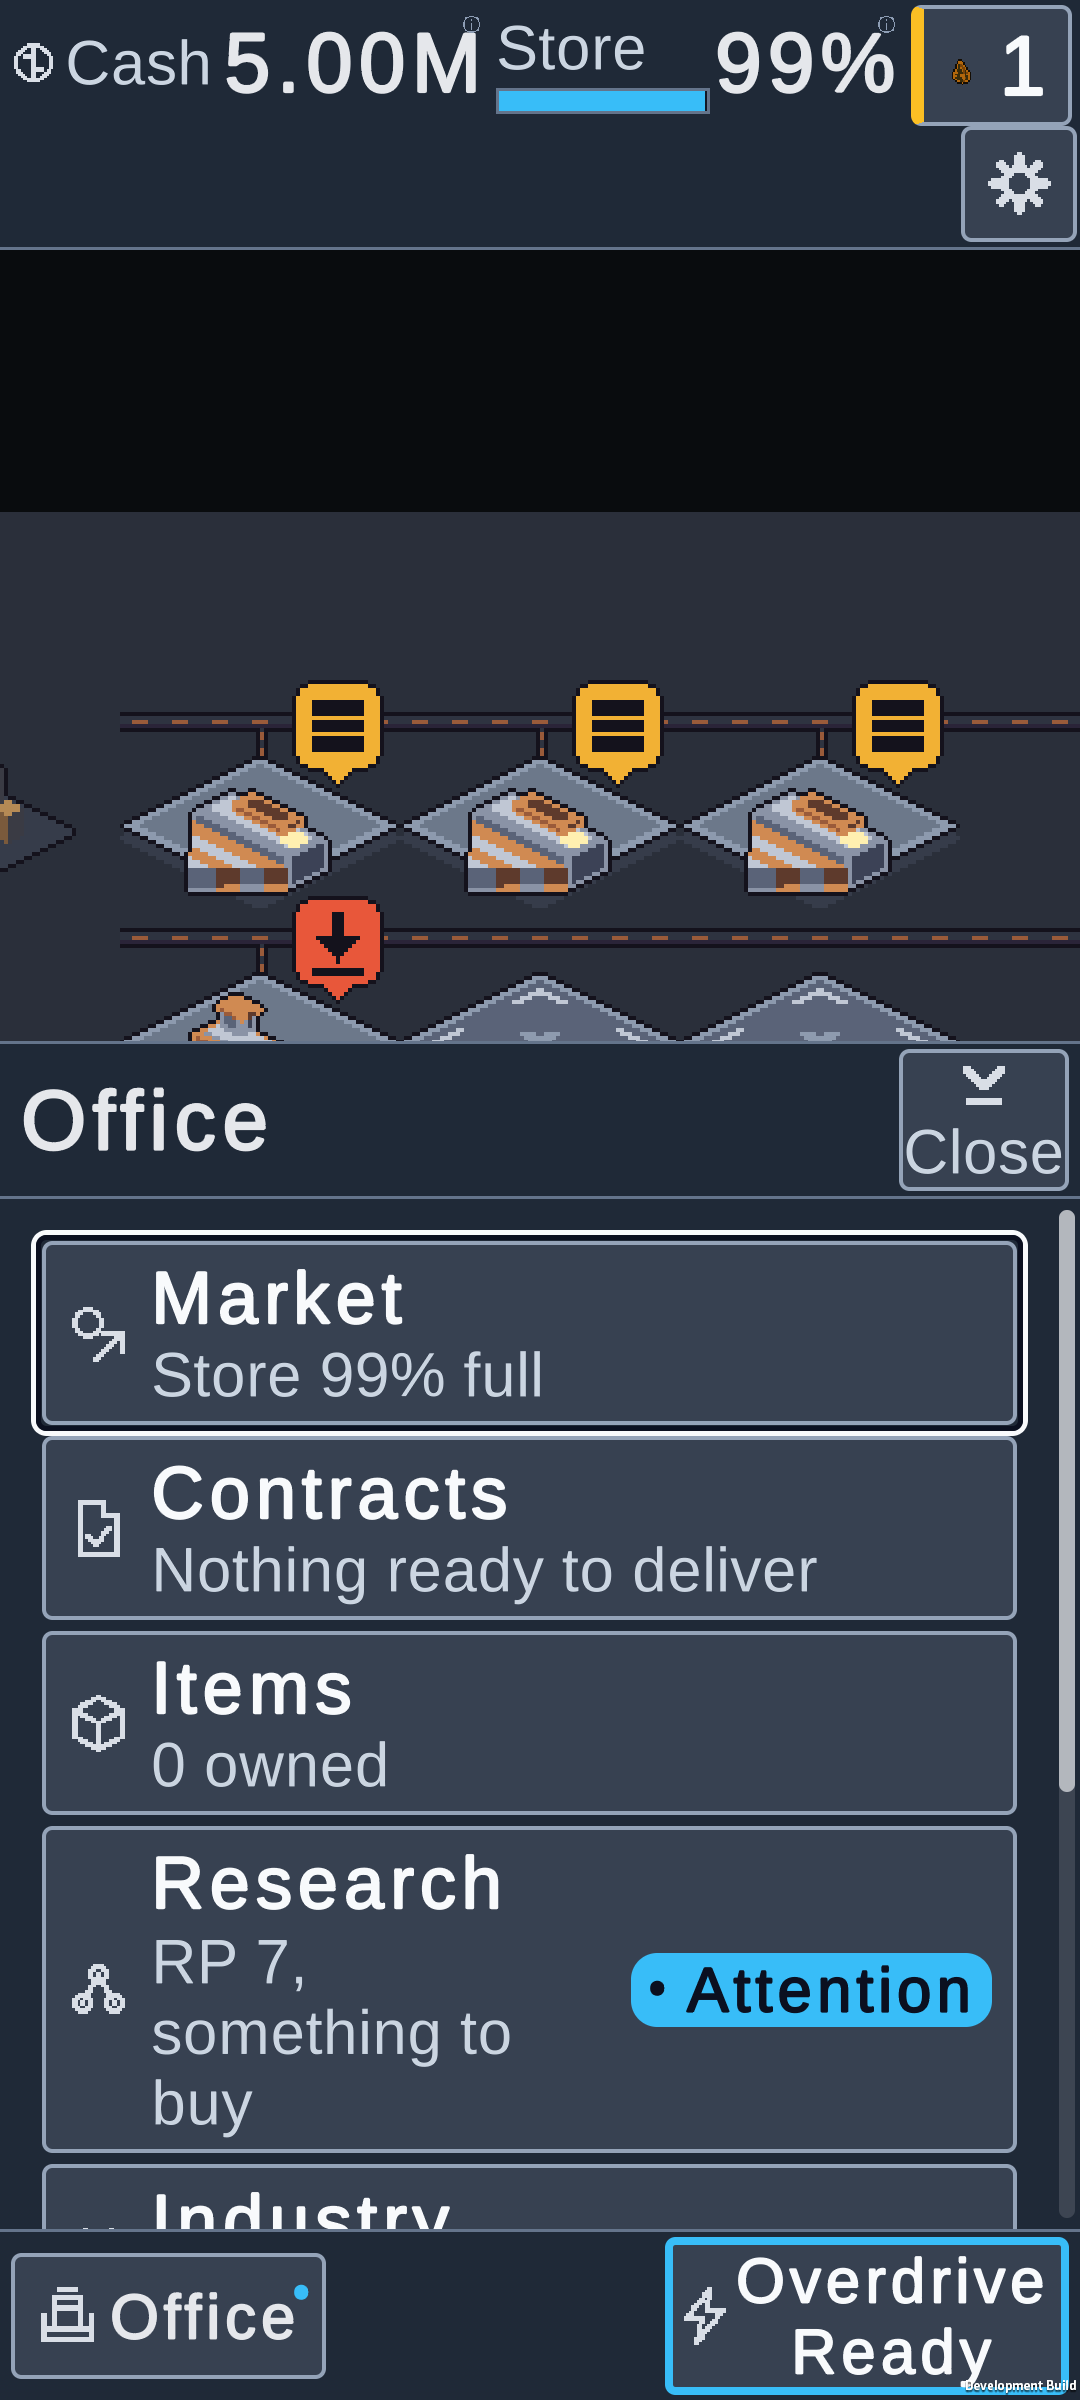 Cash 5.00M Store 99% 1
Office
Close
Market
Store 99% full
Contracts
Nothing ready to deliver
Items
0 owned
Research
RP 7,
something to
buy
• Attention
Industry
Office
Overdrive
Ready
Development Build